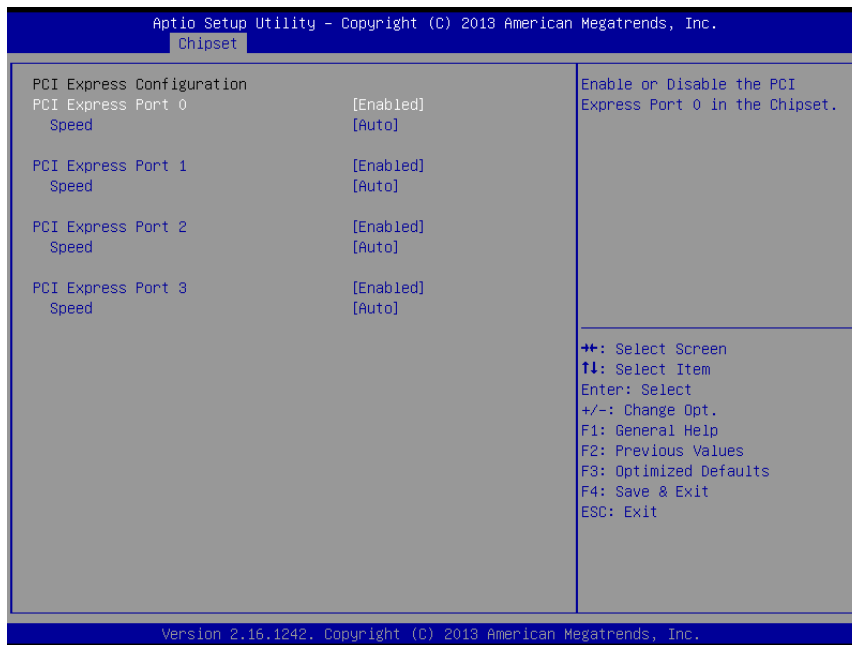 Aptio Setup Utility – Copyright (C) 2013 American Megatrends, Inc.
Chipset
PCI Express Configuration
PCI Express Port 0 [Enabled]
Speed [Auto]
PCI Express Port 1 [Enabled]
Speed [Auto]
PCI Express Port 2 [Enabled]
Speed [Auto]
PCI Express Port 3 [Enabled]
Speed [Auto]
Enable or Disable the PCI
Express Port 0 in the Chipset.
→←: Select Screen
↑↓: Select Item
Enter: Select
+/-: Change Opt.
F1: General Help
F2: Previous Values
F3: Optimized Defaults
F4: Save & Exit
ESC: Exit
Version 2.16.1242. Copyright (C) 2013 American Megatrends, Inc.